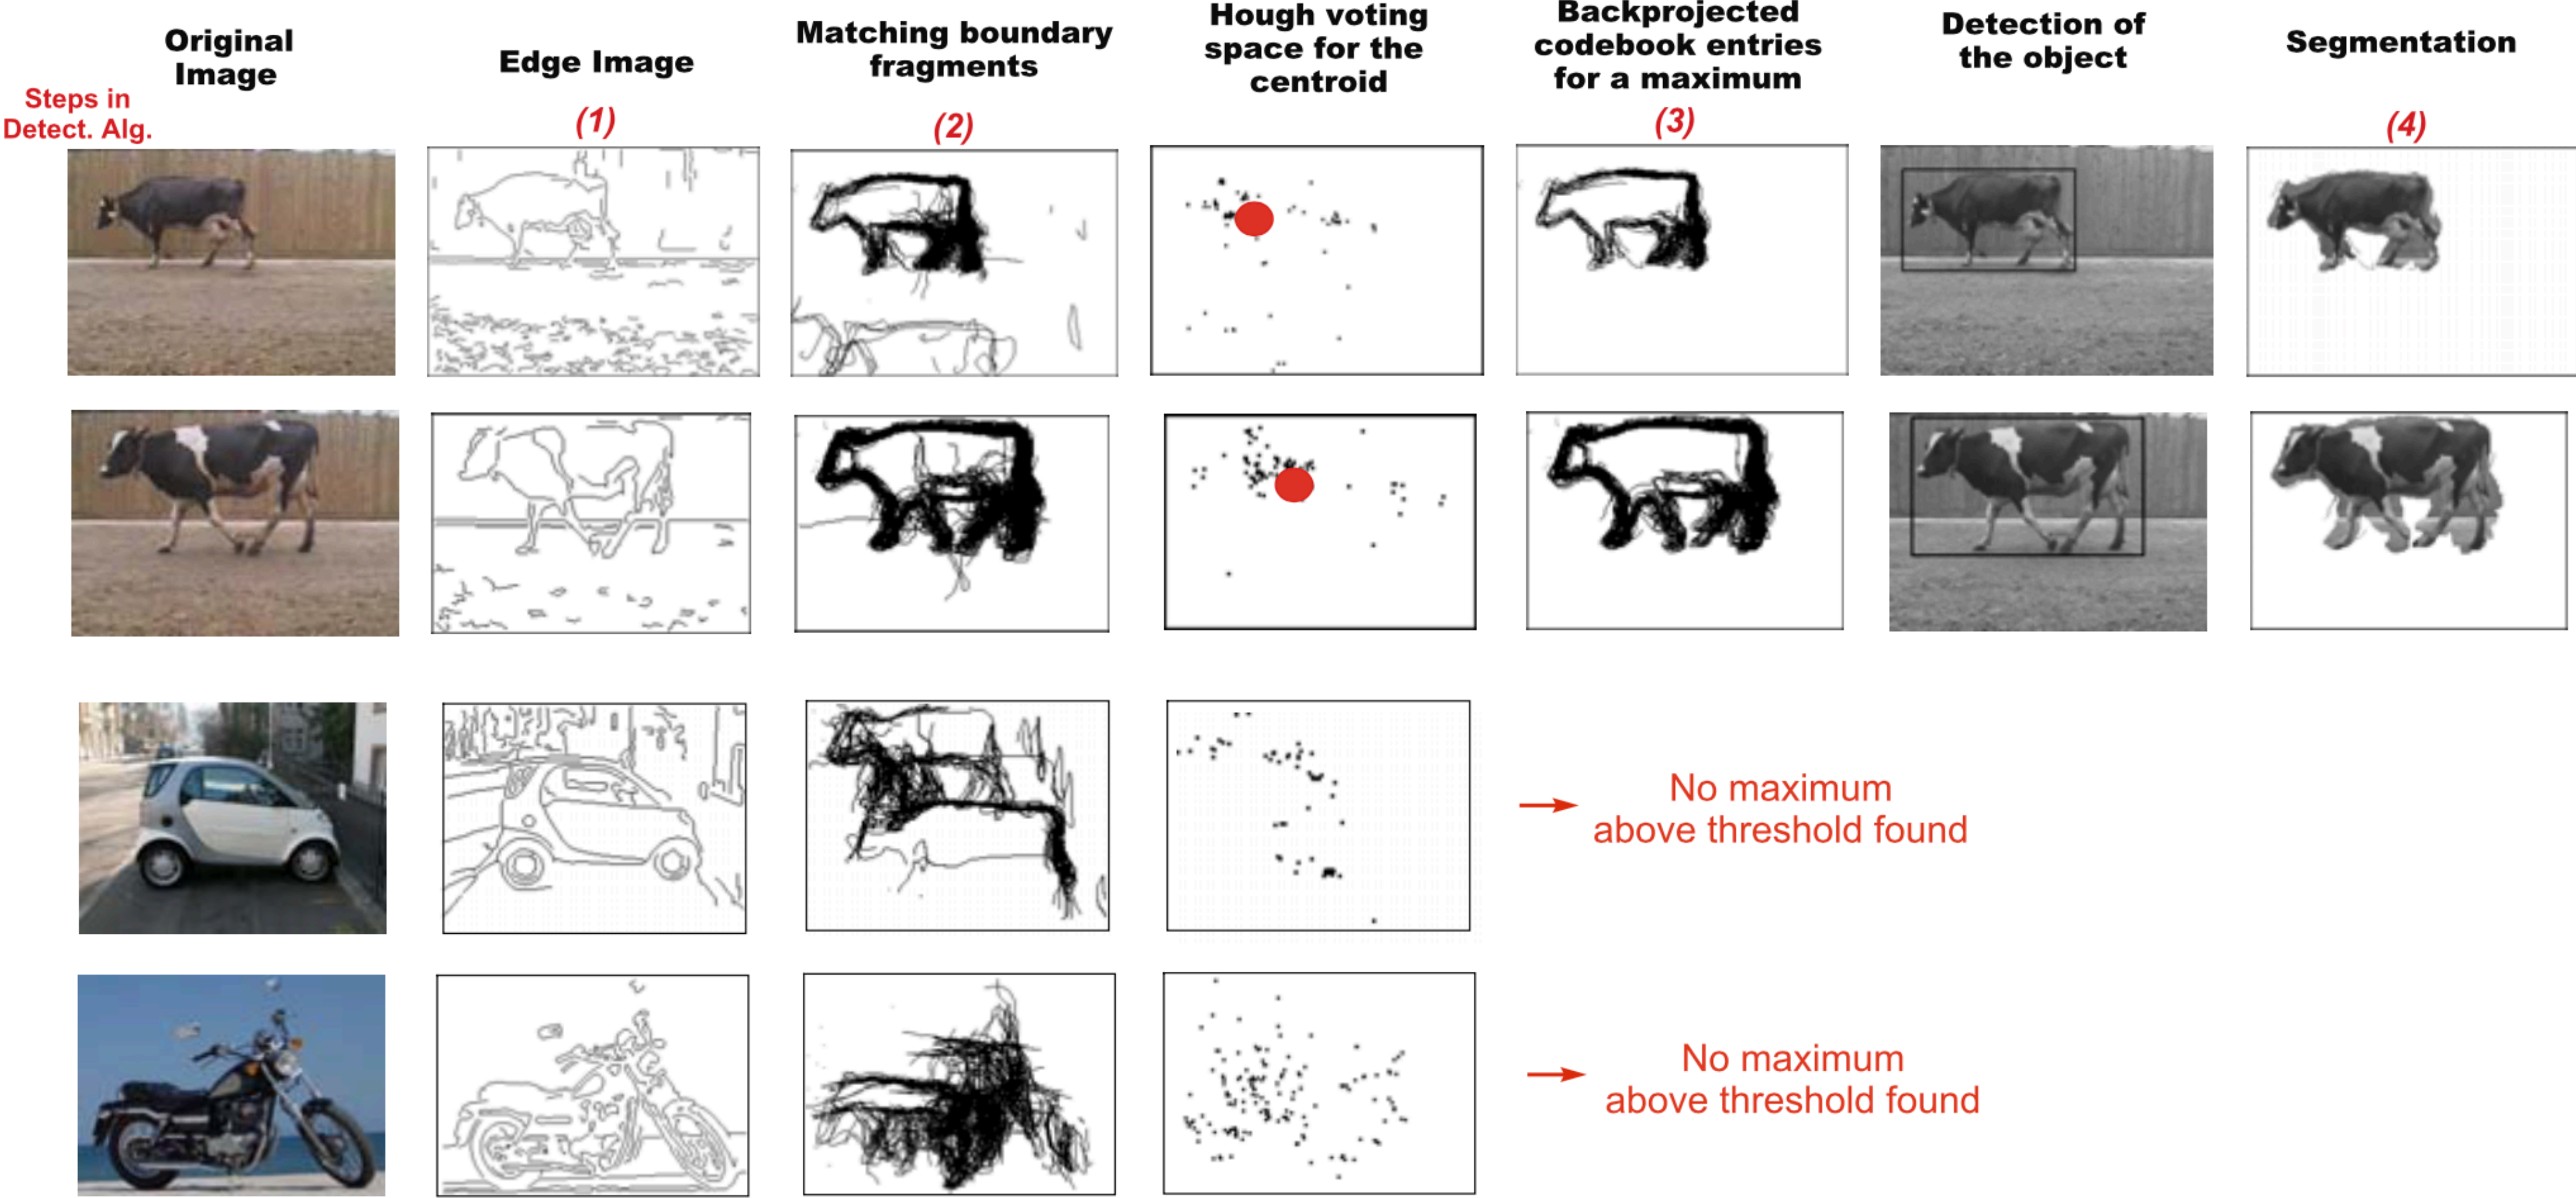 Original
Image
Edge Image
Matching boundary
fragments
Hough voting
space for the
centroid
Backprojected
codebook entries
for a maximum
Detection of
the object
Segmentation
Steps in
Detect. Alg.
(1)
(2)
(3)
(4)
No maximum
above threshold found
No maximum
above threshold found